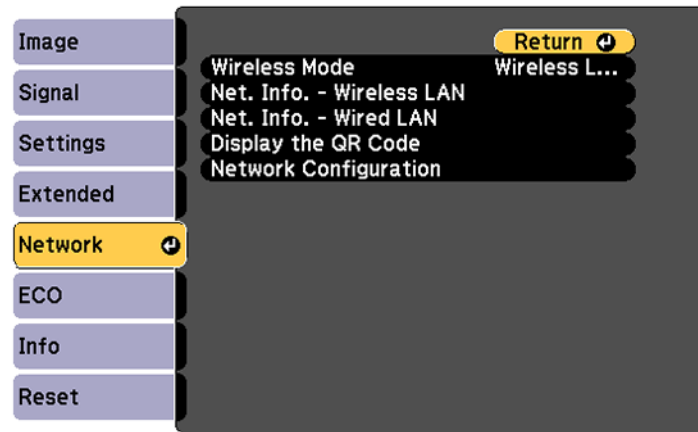 Image
Signal
Settings
Extended
Network
ECO
Info
Reset
Return
Wireless Mode Wireless L...
Net. Info. - Wireless LAN
Net. Info. - Wired LAN
Display the QR Code
Network Configuration